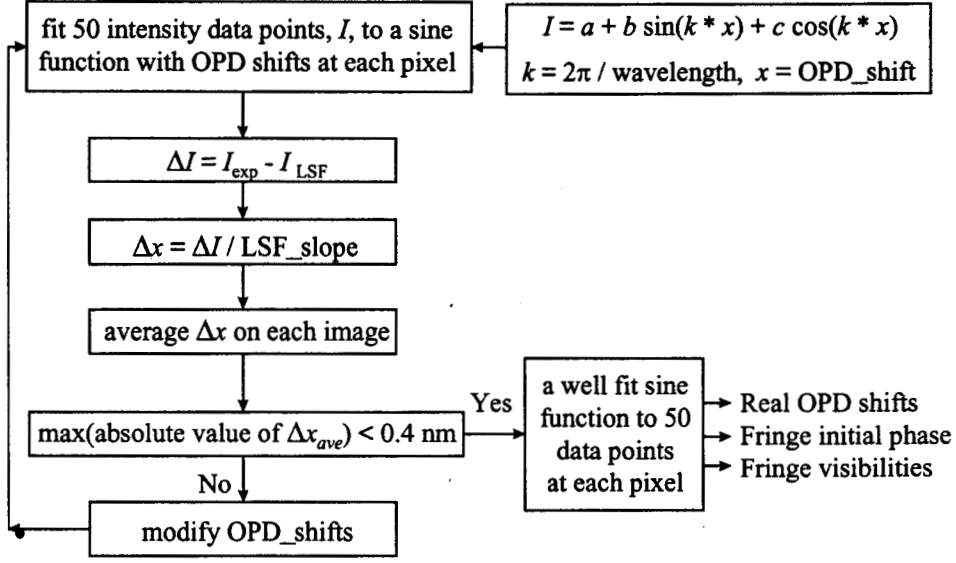 fit 50 intensity data points, I, to a sine
function with OPD shifts at each pixel
I = a + b sin(k * x) + c cos(k * x)
k = 2π / wavelength, x = OPD_shift
ΔI = I_exp - I_LSF
Δx = ΔI / LSF_slope
average Δx on each image
max(absolute value of Δx_ave) < 0.4 nm
Yes
No
modify OPD_shifts
a well fit sine
function to 50
data points
at each pixel
Real OPD shifts
Fringe initial phase
Fringe visibilities